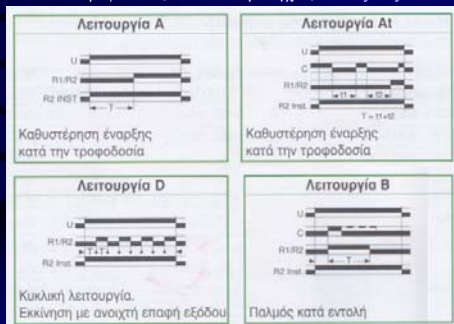 Λειτουργία A
U
R1/R2
R2 INST
T
Καθυστέρηση έναρξης
κατά την τροφοδοσία
Λειτουργία At
U
C
t1
t2
R1/R2
R2 Inst.
T = t1+t2
Καθυστέρηση έναρξης
κατά την τροφοδοσία
Λειτουργία D
U
R1/R2
T
T
R2 Inst.
Κυκλική λειτουργία.
Εκκίνηση με ανοιχτή επαφή εξόδου
Λειτουργία B
U
C
R1/R2
T
R2 Inst.
Παλμός κατά εντολή